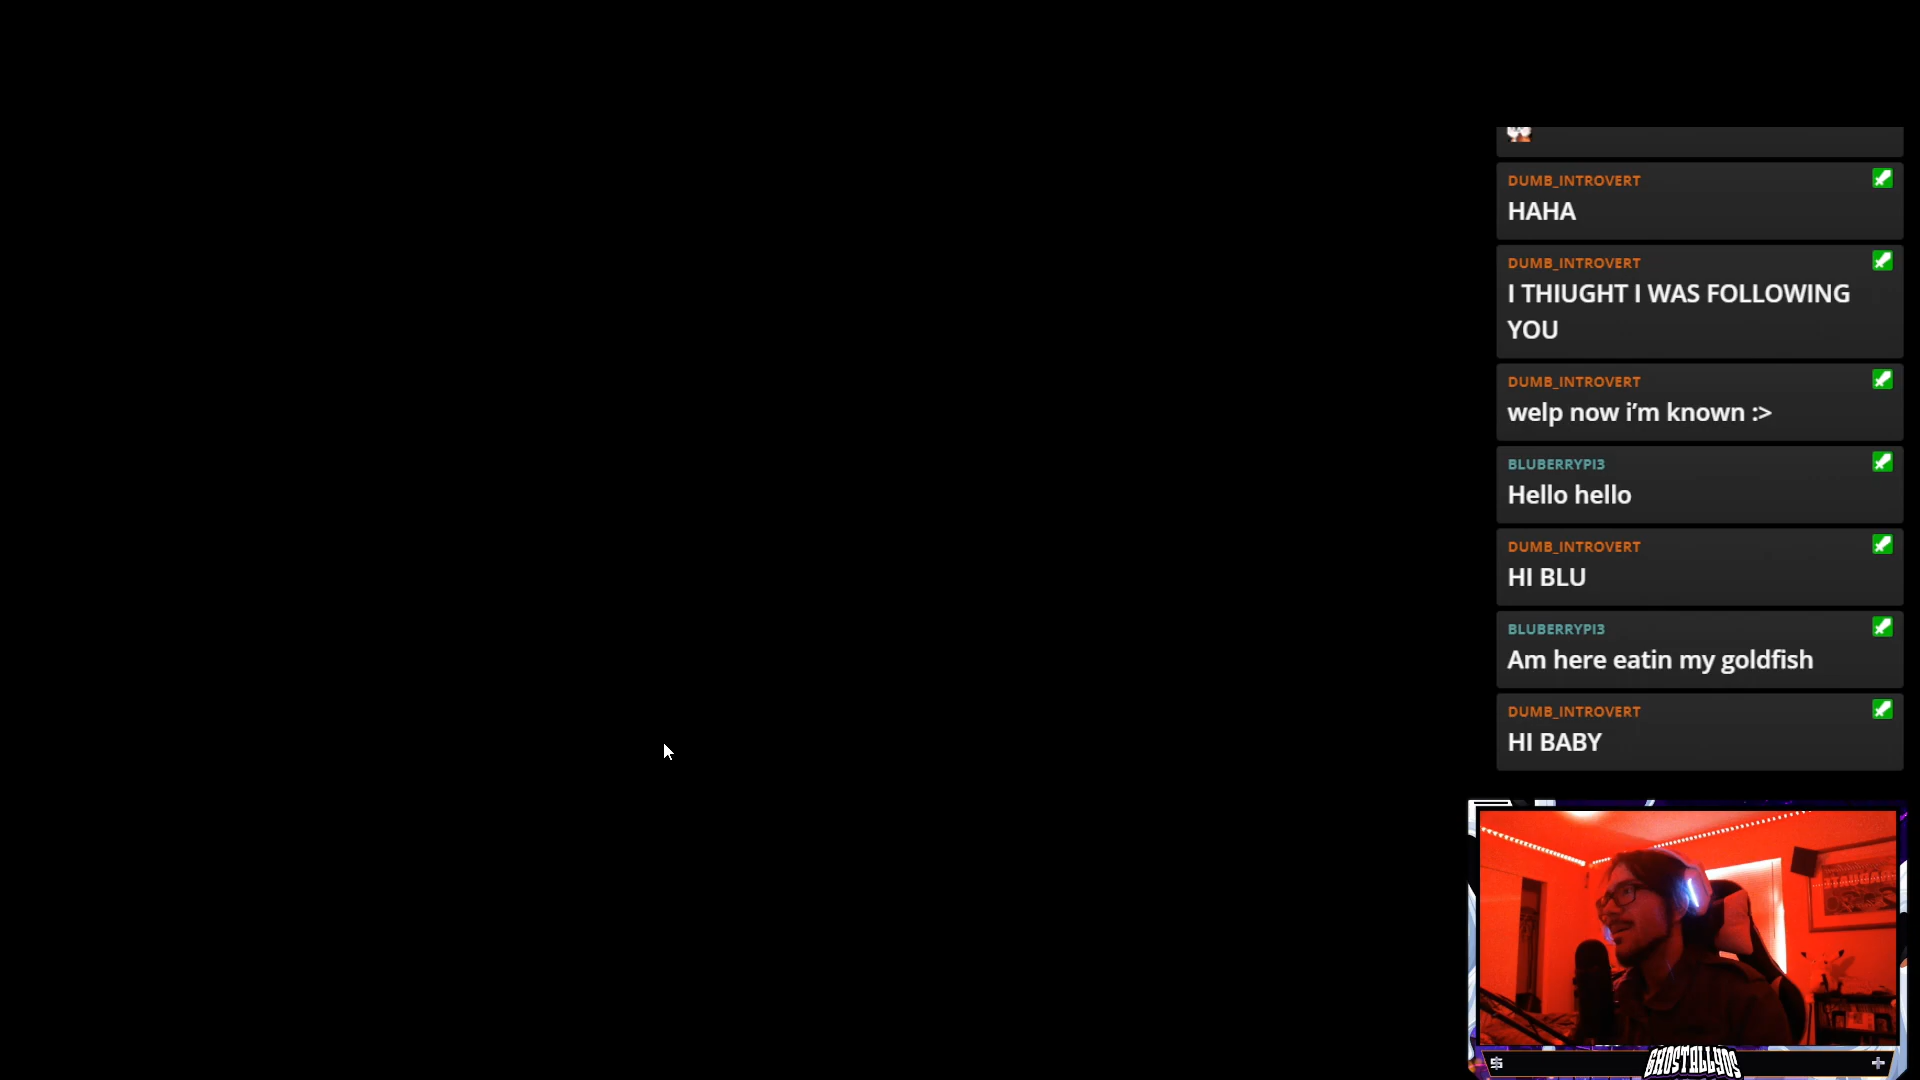 DUMB_INTROVERT
HAHA
DUMB_INTROVERT
I THIUGHT I WAS FOLLOWING
YOU
DUMB_INTROVERT
welp now i’m known :>
BLUBERRYPI3
Hello hello
DUMB_INTROVERT
HI BLU
BLUBERRYPI3
Am here eatin my goldfish
DUMB_INTROVERT
HI BABY
GHOSTALLY05